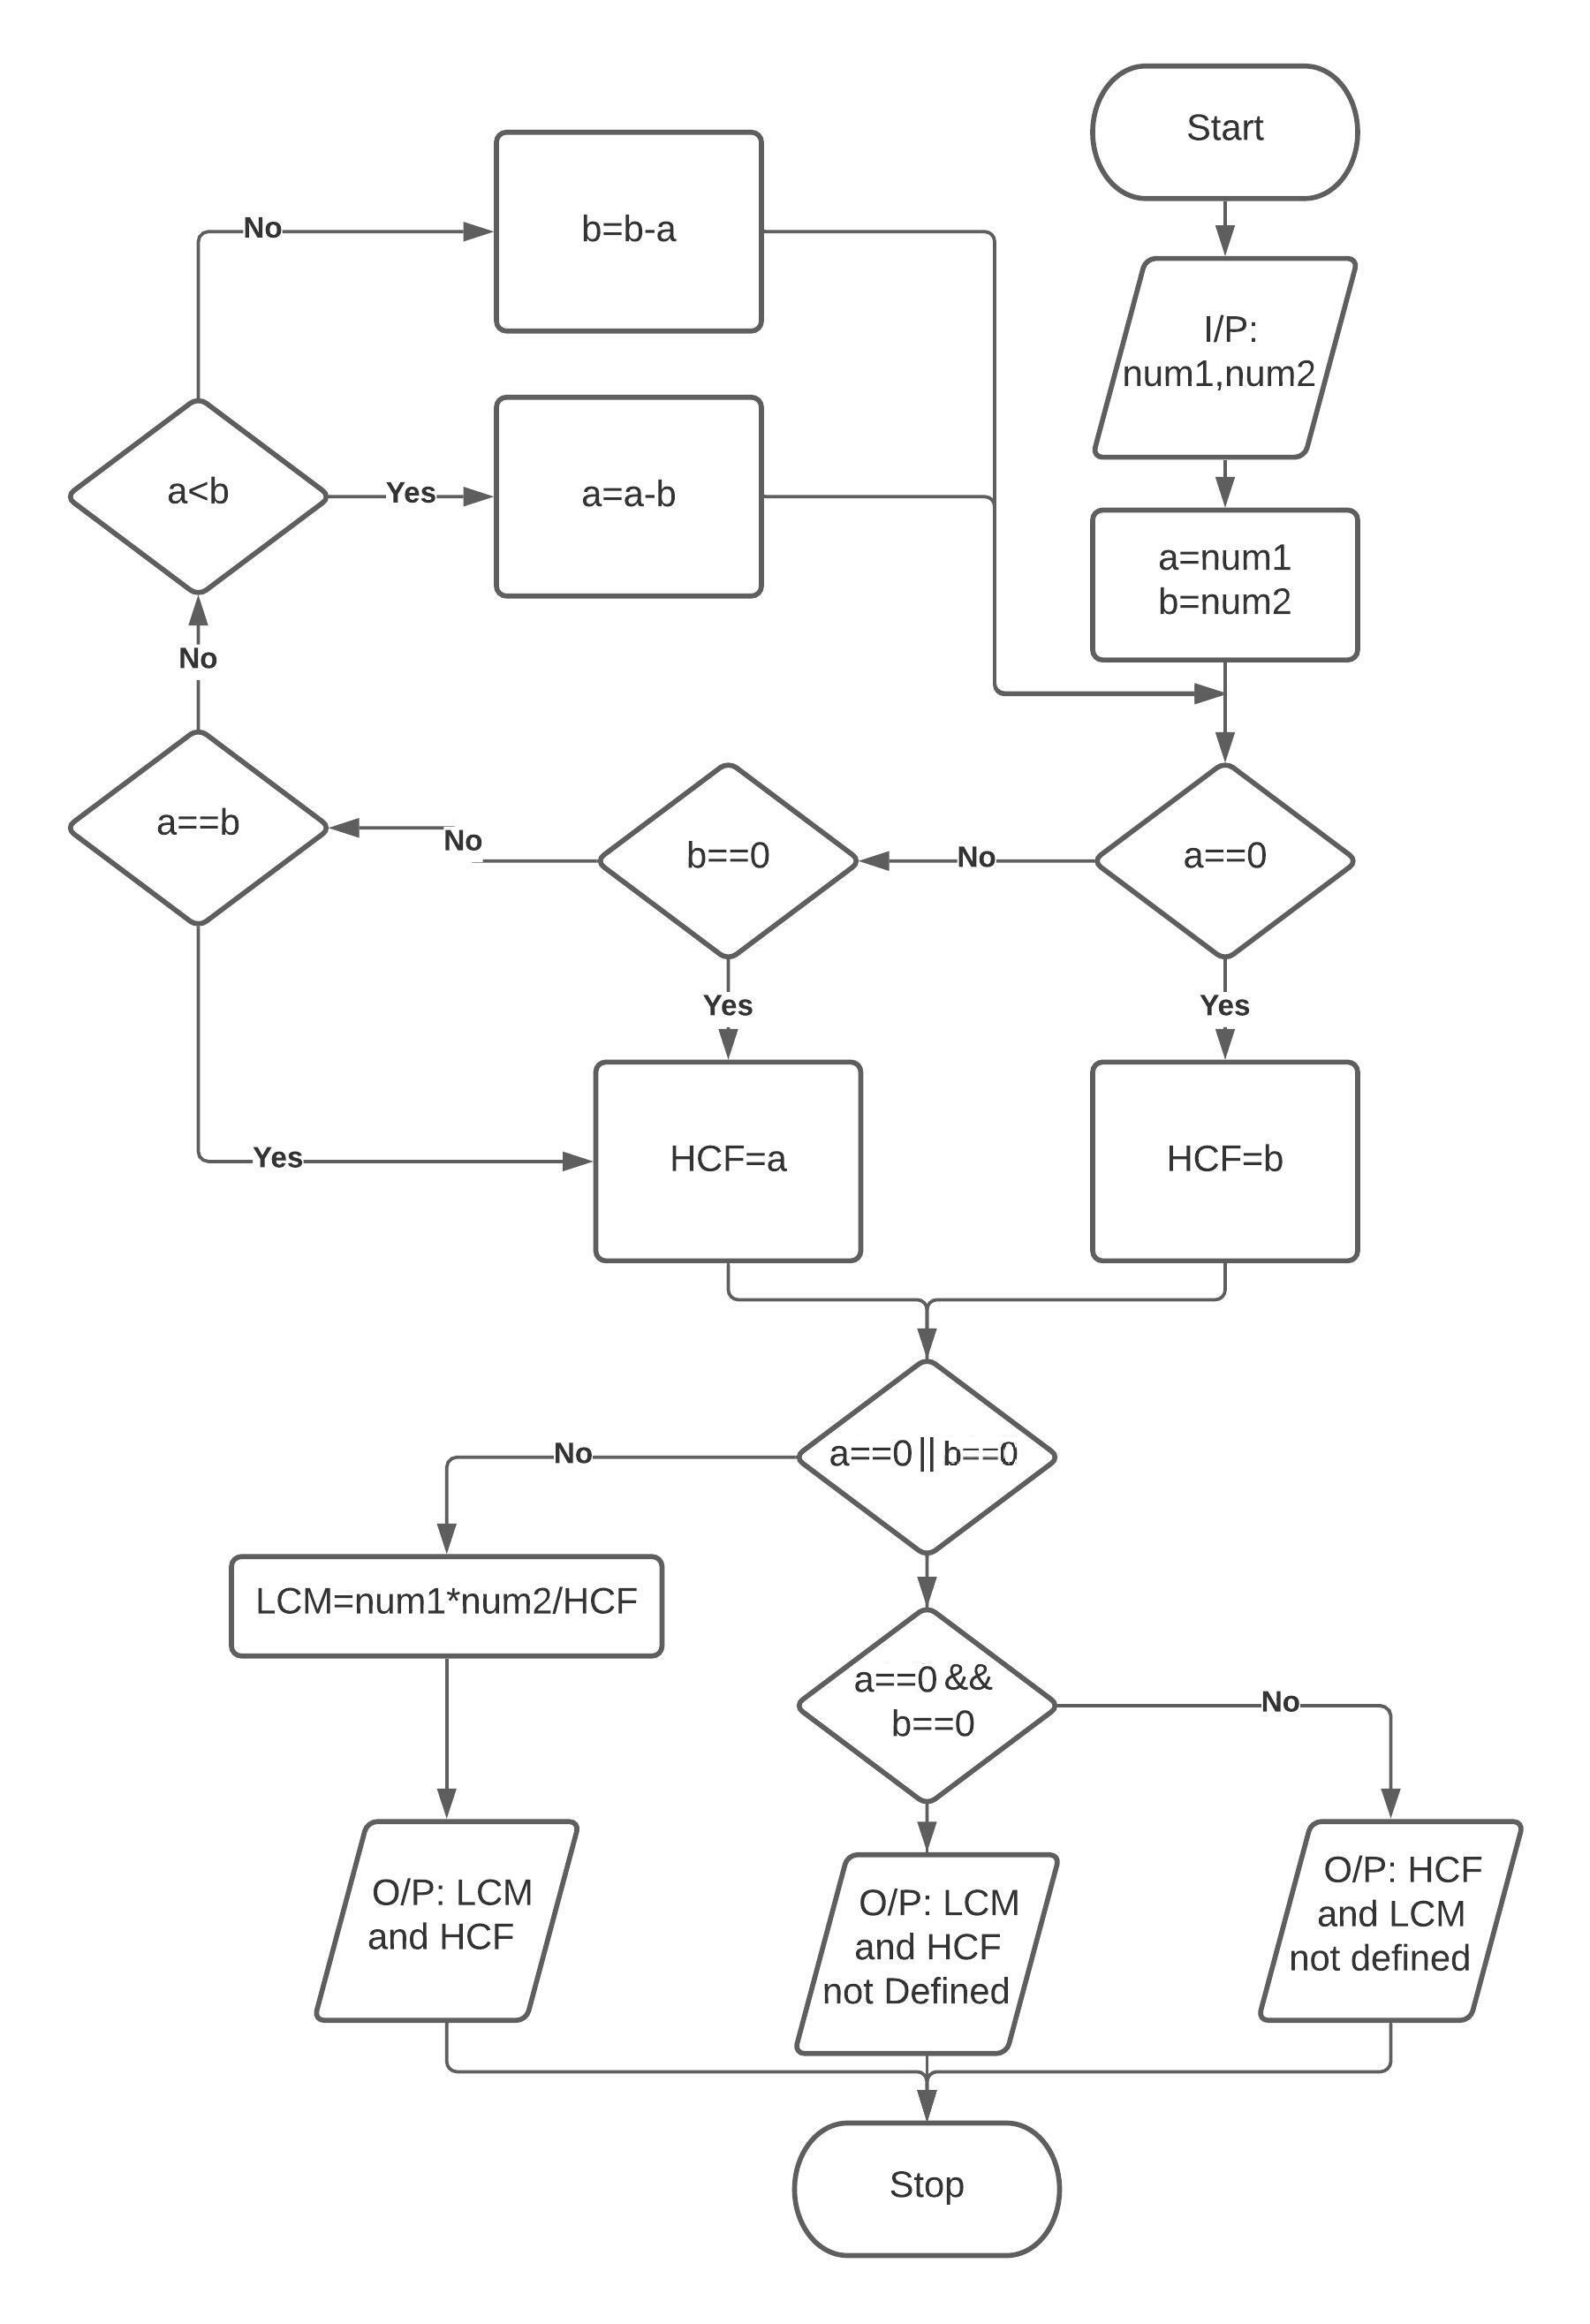 Start
I/P:
num1,num2
a=num1
b=num2
a==0
No
Yes
b==0
No
Yes
a==b
No
Yes
a<b
No
Yes
b=b-a
a=a-b
HCF=a
HCF=b
a==0 || b==0
No
LCM=num1*num2/HCF
a==0 &&
b==0
No
O/P: LCM
and HCF
O/P: LCM
and HCF
not Defined
O/P: HCF
and LCM
not defined
Stop